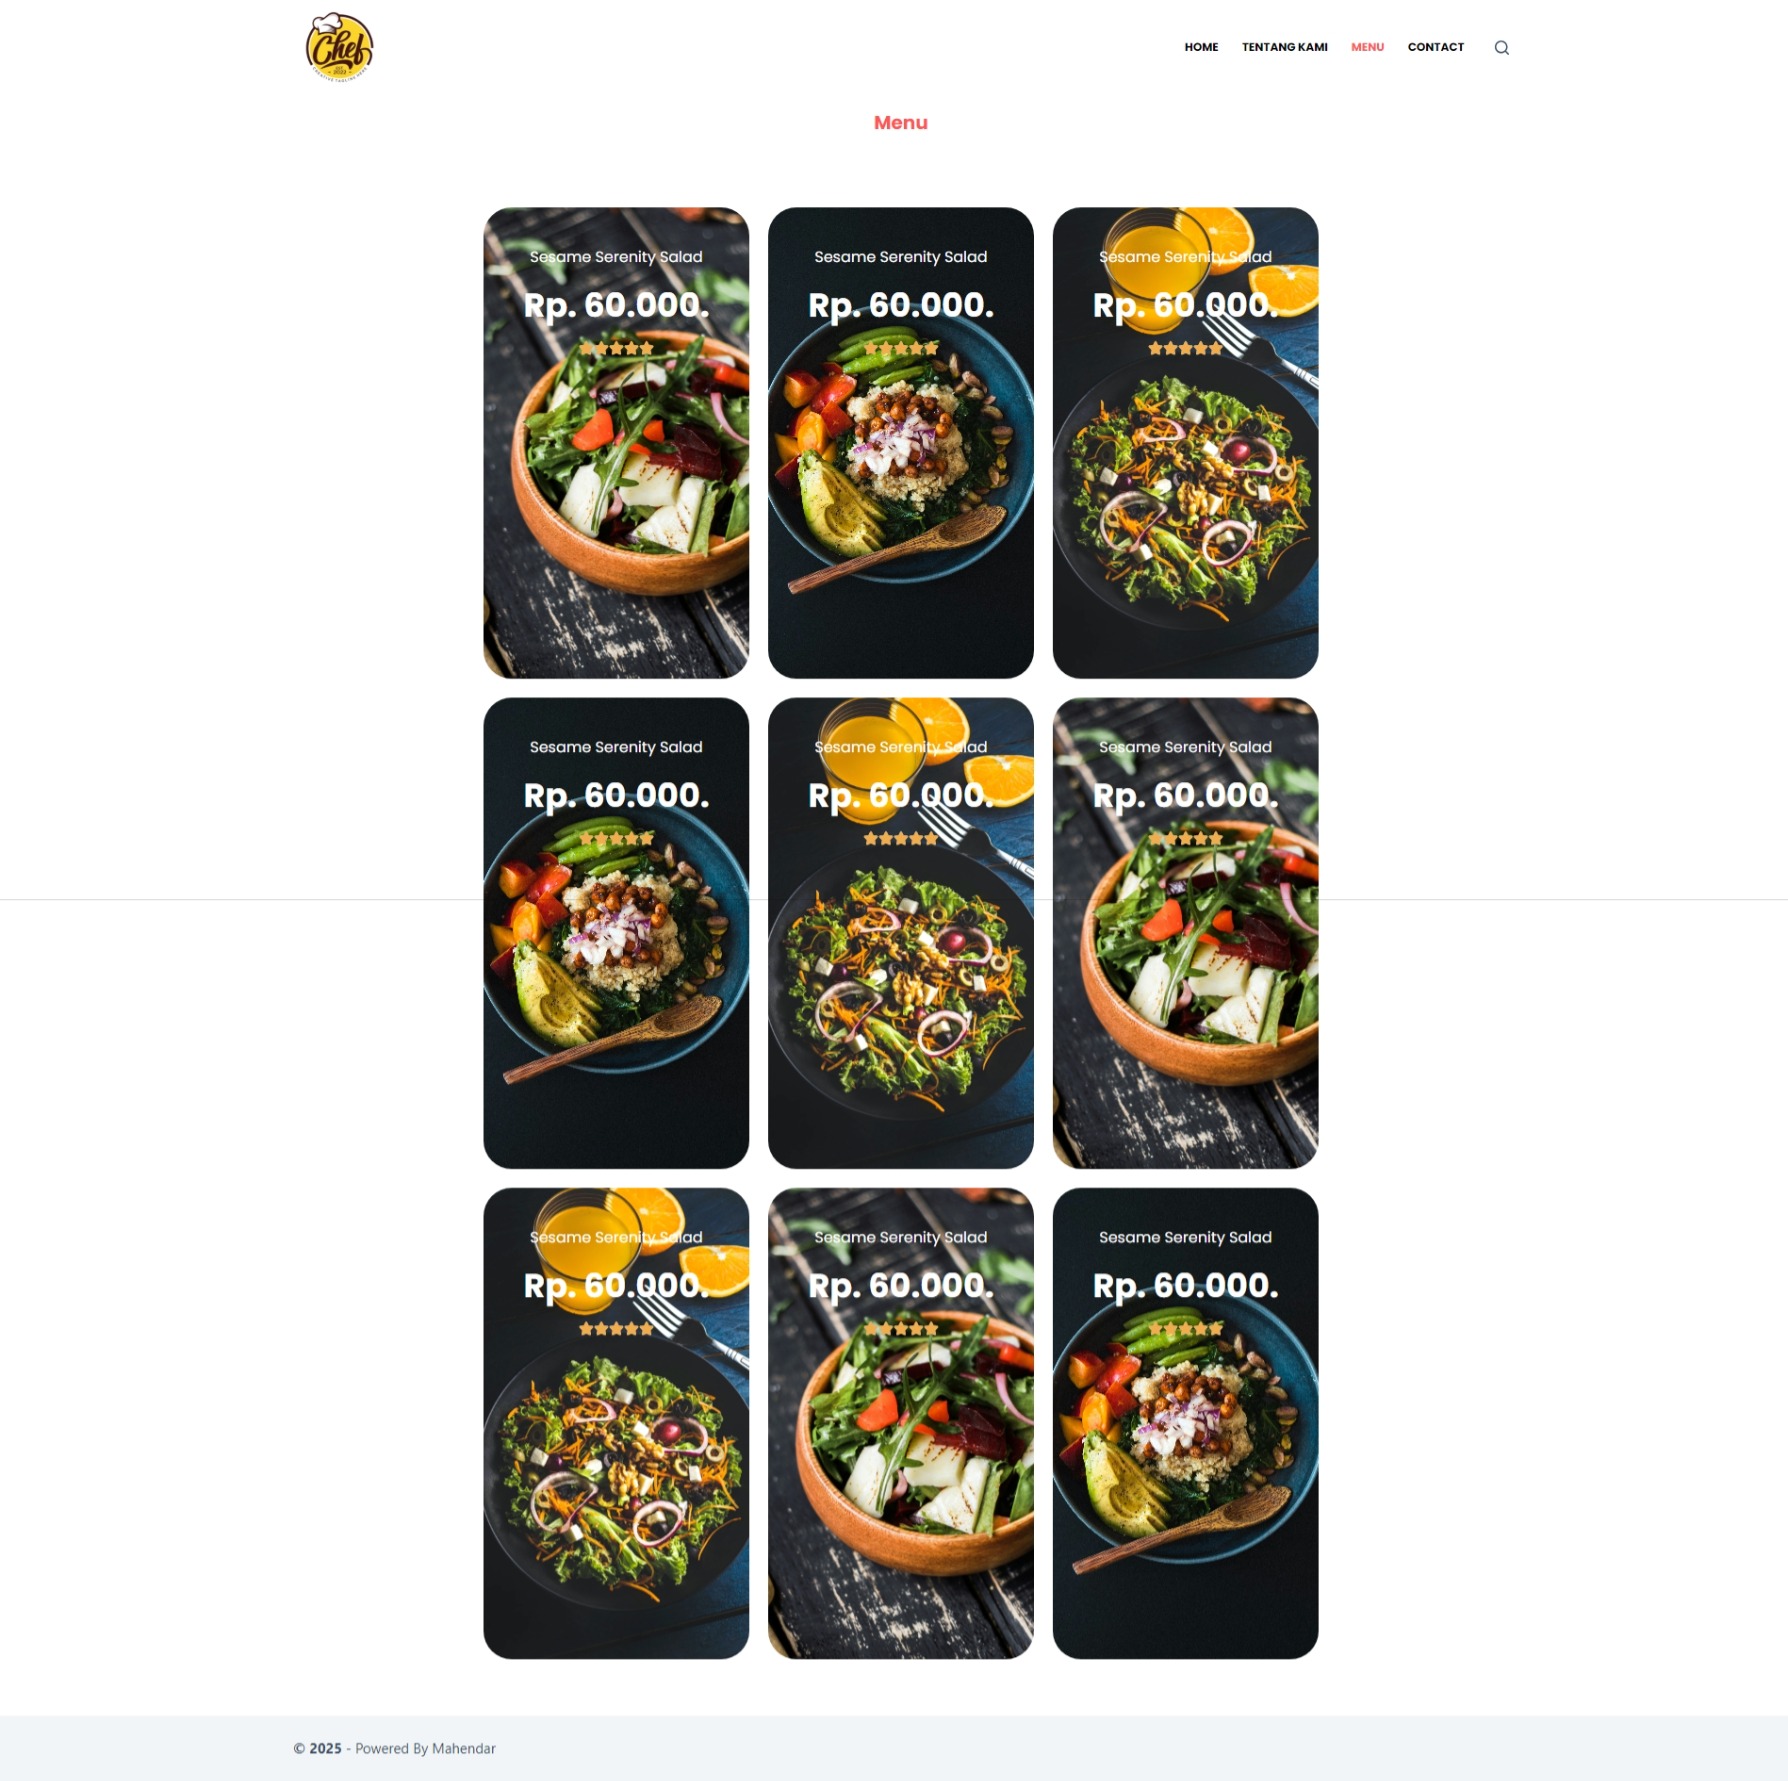 Chef
HOME TENTANG KAMI MENU CONTACT
Menu
Sesame Serenity Salad
Rp. 60.000.
Sesame Serenity Salad
Rp. 60.000.
Sesame Serenity Salad
Rp. 60.000.
Sesame Serenity Salad
Rp. 60.000.
Sesame Serenity Salad
Rp. 60.000.
Sesame Serenity Salad
Rp. 60.000.
Sesame Serenity Salad
Rp. 60.000.
Sesame Serenity Salad
Rp. 60.000.
Sesame Serenity Salad
Rp. 60.000.
© 2025 - Powered By Mahendar